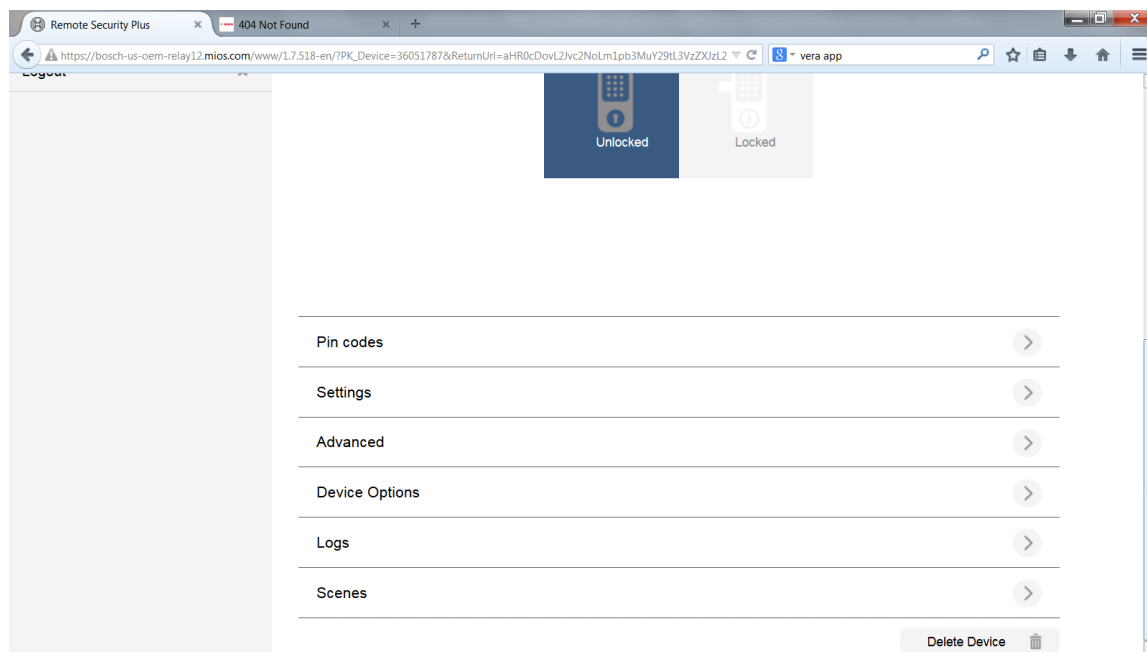 Remote Security Plus
404 Not Found
https://bosch-us-oem-relay12.mios.com/www/1.7.518-en/?PK_Device=36051787&ReturnUrl=
vera app
Logout
Unlocked
Locked
Pin codes
Settings
Advanced
Device Options
Logs
Scenes
Delete Device